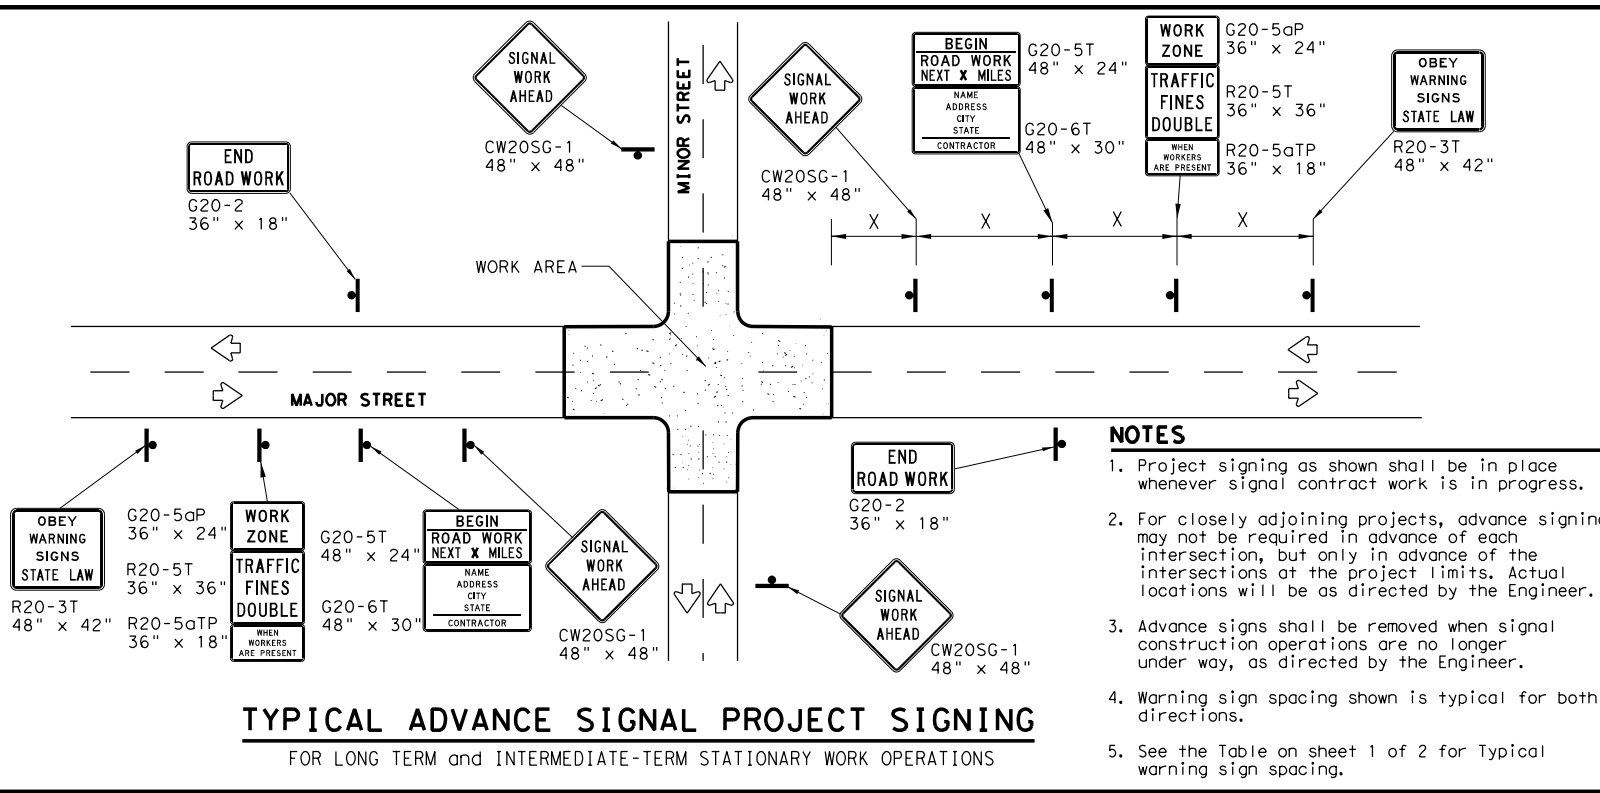 SIGNAL
WORK
AHEAD
CW20SG-1
48" x 48"
END
ROAD WORK
G20-2
36" x 18"
WORK AREA
MINOR STREET
SIGNAL
WORK
AHEAD
CW20SG-1
48" x 48"
BEGIN
ROAD WORK
NEXT X MILES
NAME
ADDRESS
CITY
STATE
CONTRACTOR
G20-5T
48" x 24"
G20-6T
48" x 30"
WORK
ZONE
TRAFFIC
FINES
DOUBLE
WHEN
WORKERS
ARE PRESENT
G20-5aP
36" x 24"
R20-5T
36" x 36"
R20-5aTP
36" x 18"
OBEY
WARNING
SIGNS
STATE LAW
R20-3T
48" x 42"
X
X
X
X
MAJOR STREET
OBEY
WARNING
SIGNS
STATE LAW
R20-3T
48" x 42"
G20-5aP
36" x 24"
R20-5T
36" x 36"
R20-5aTP
36" x 18"
WORK
ZONE
TRAFFIC
FINES
DOUBLE
WHEN
WORKERS
ARE PRESENT
G20-5T
48" x 24"
G20-6T
48" x 30"
BEGIN
ROAD WORK
NEXT X MILES
NAME
ADDRESS
CITY
STATE
CONTRACTOR
SIGNAL
WORK
AHEAD
CW20SG-1
48" x 48"
END
ROAD WORK
G20-2
36" x 18"
SIGNAL
WORK
AHEAD
CW20SG-1
48" x 48"
TYPICAL ADVANCE SIGNAL PROJECT SIGNING
FOR LONG TERM and INTERMEDIATE-TERM STATIONARY WORK OPERATIONS
NOTES
1. Project signing as shown shall be in place
whenever signal contract work is in progress.
2. For closely adjoining projects, advance signing
may not be required in advance of each
intersection, but only in advance of the
intersections at the project limits. Actual
locations will be as directed by the Engineer.
3. Advance signs shall be removed when signal
construction operations are no longer
under way, as directed by the Engineer.
4. Warning sign spacing shown is typical for both
directions.
5. See the Table on sheet 1 of 2 for Typical
warning sign spacing.